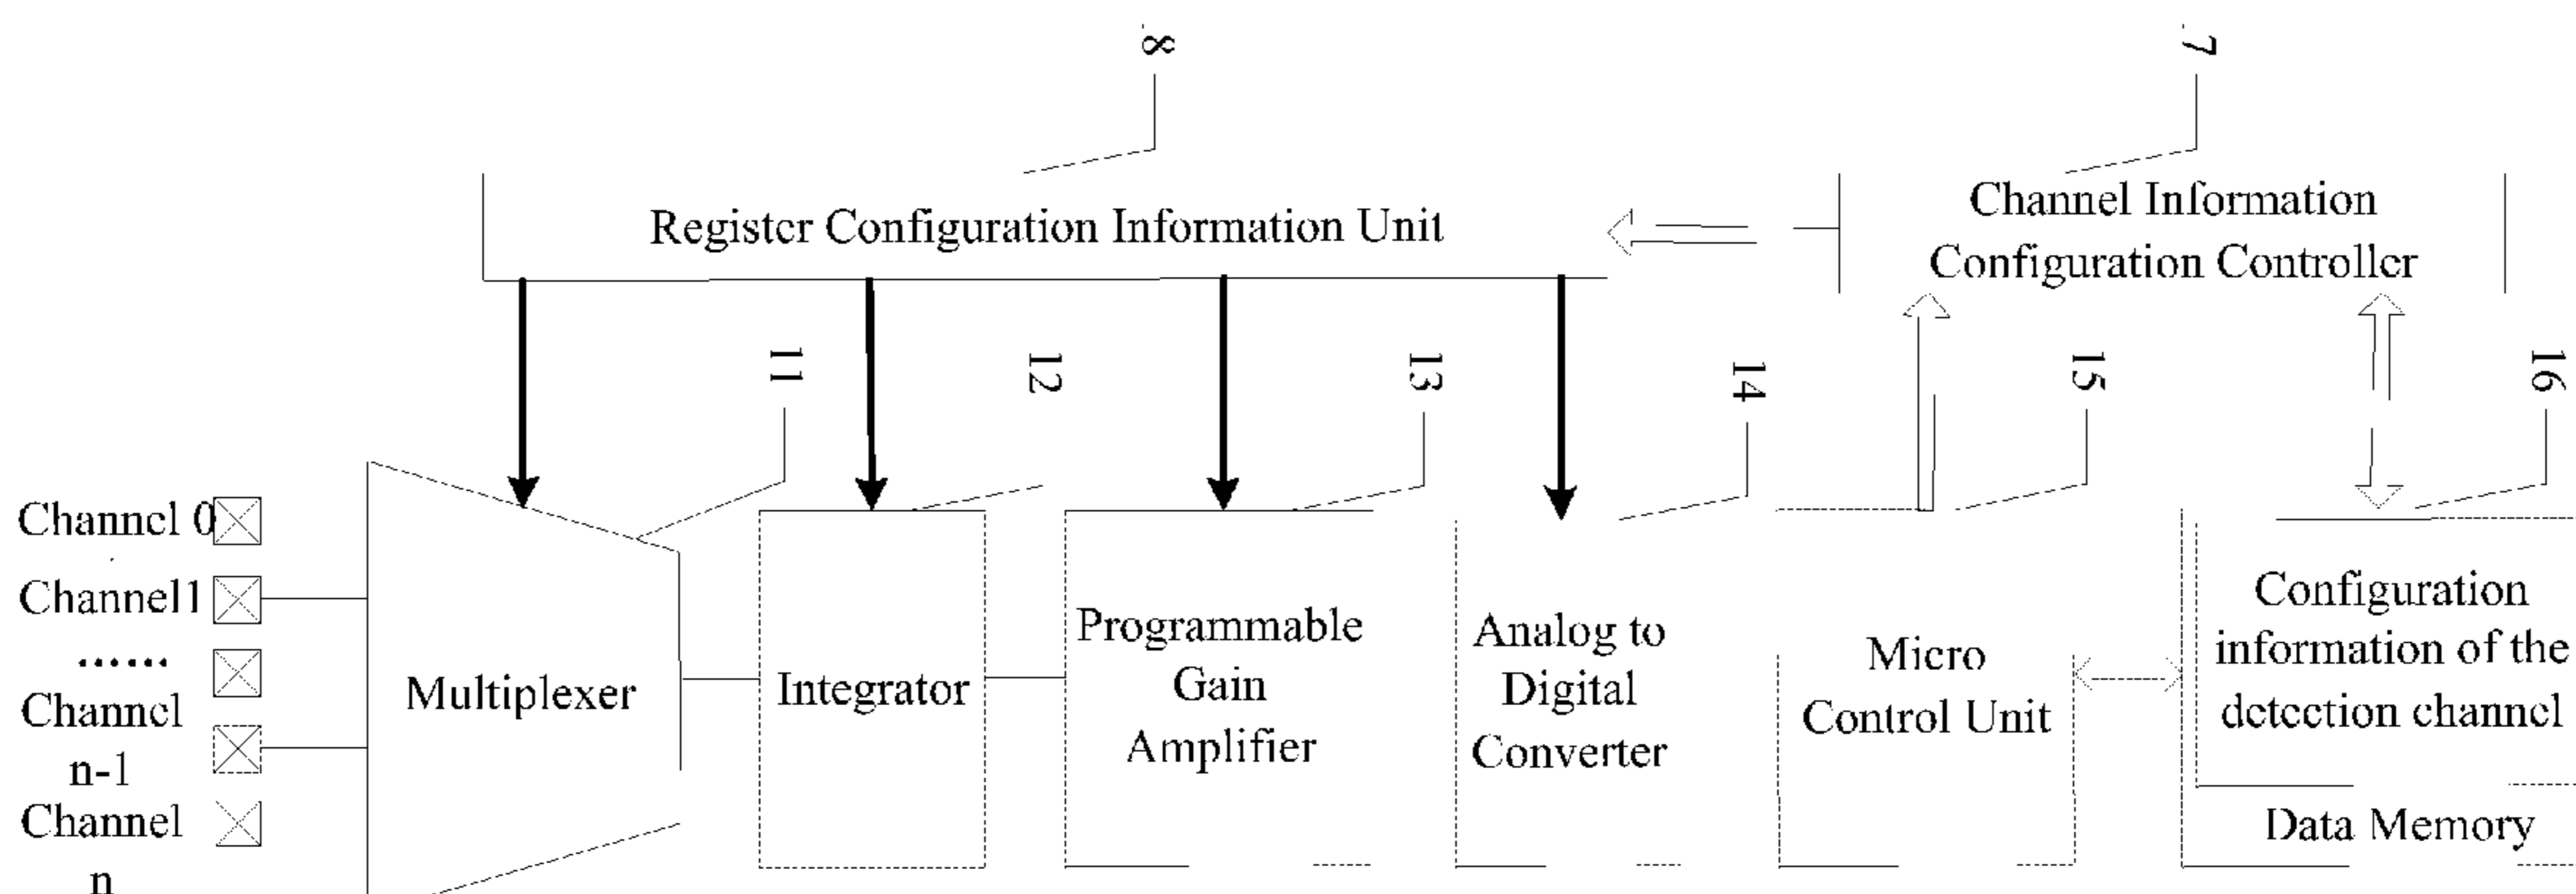 8
7
Register Configuration Information Unit
Channel Information
Configuration Controller
11
12
13
14
15
16
Channel 0
Channel1
......
Channel
n-1
Channel
n
Multiplexer
Integrator
Programmable
Gain
Amplifier
Analog to
Digital
Converter
Micro
Control Unit
Configuration
information of the
detection channel
Data Memory